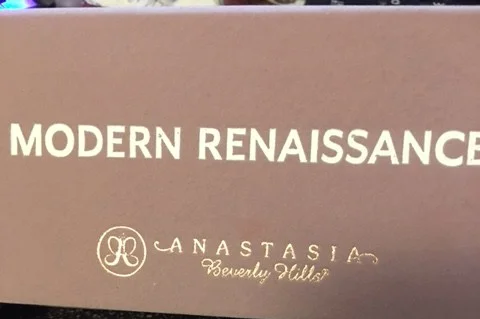 MODERN RENAISSANCE
ANASTASIA
Beverly Hills®